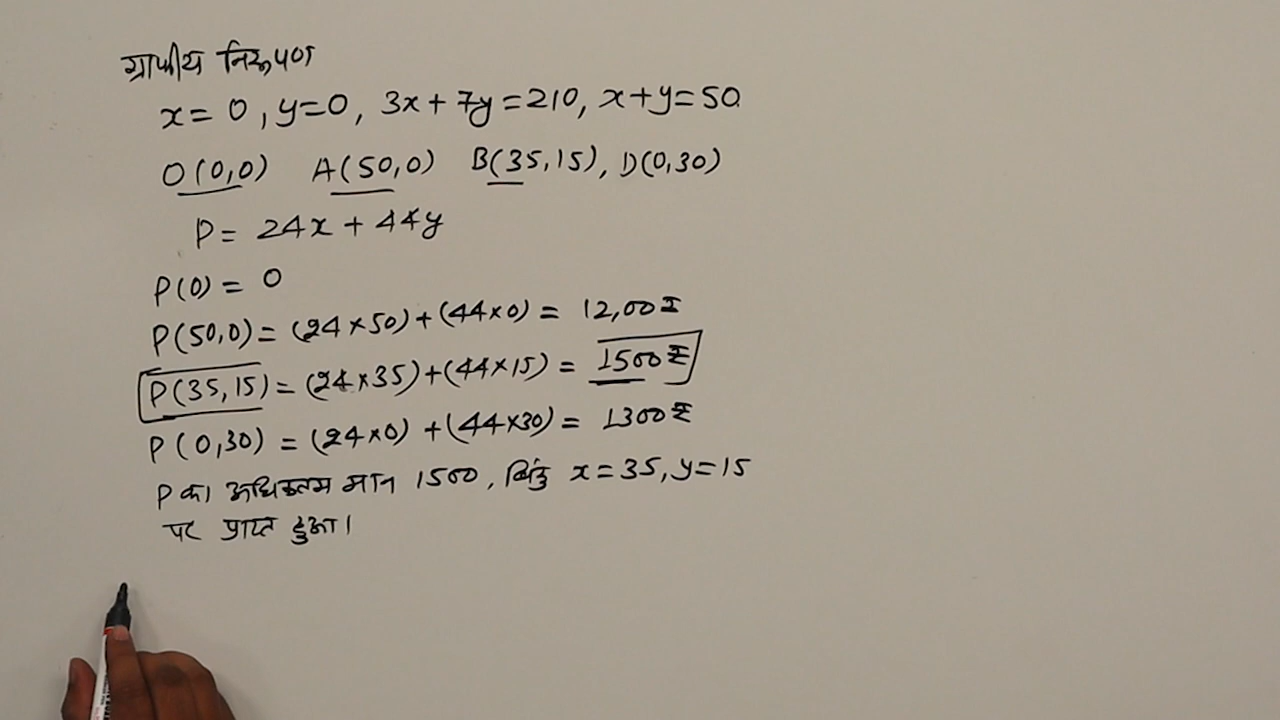 ग्राफीय निरूपण
x = 0, y=0, 3x + 7y = 210, x+y=50
O(0,0) A(50,0) B(35,15), D(0,30)
P = 24x + 44y
P(0) = 0
P(50,0) = (24×50)+(44×0) = 12,00₹
P(35,15) = (24×35)+(44×15) = 1500₹
P(0,30) = (24×0) +(44×30) = 1300₹
P का अधिकतम मान 1500, बिंदु x = 35, y = 15
पर प्राप्त हुआ।